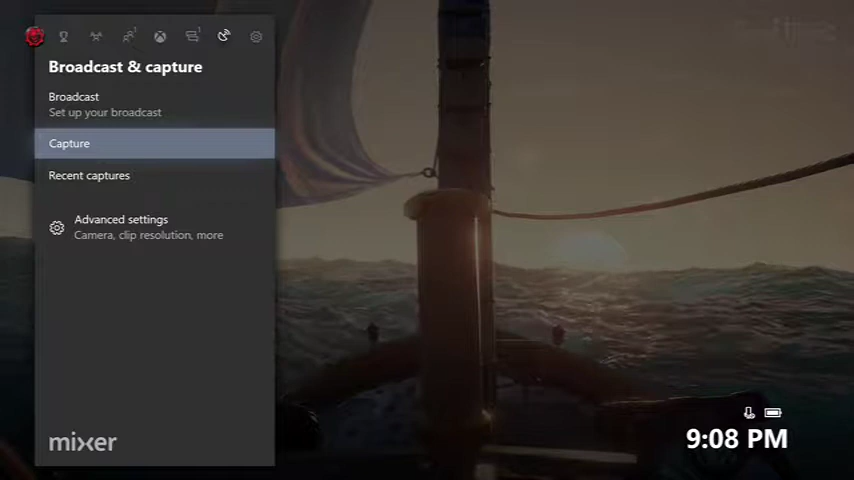 Broadcast & capture
Broadcast
Set up your broadcast
Capture
Recent captures
Advanced settings
Camera, clip resolution, more
mixer
9:08 PM